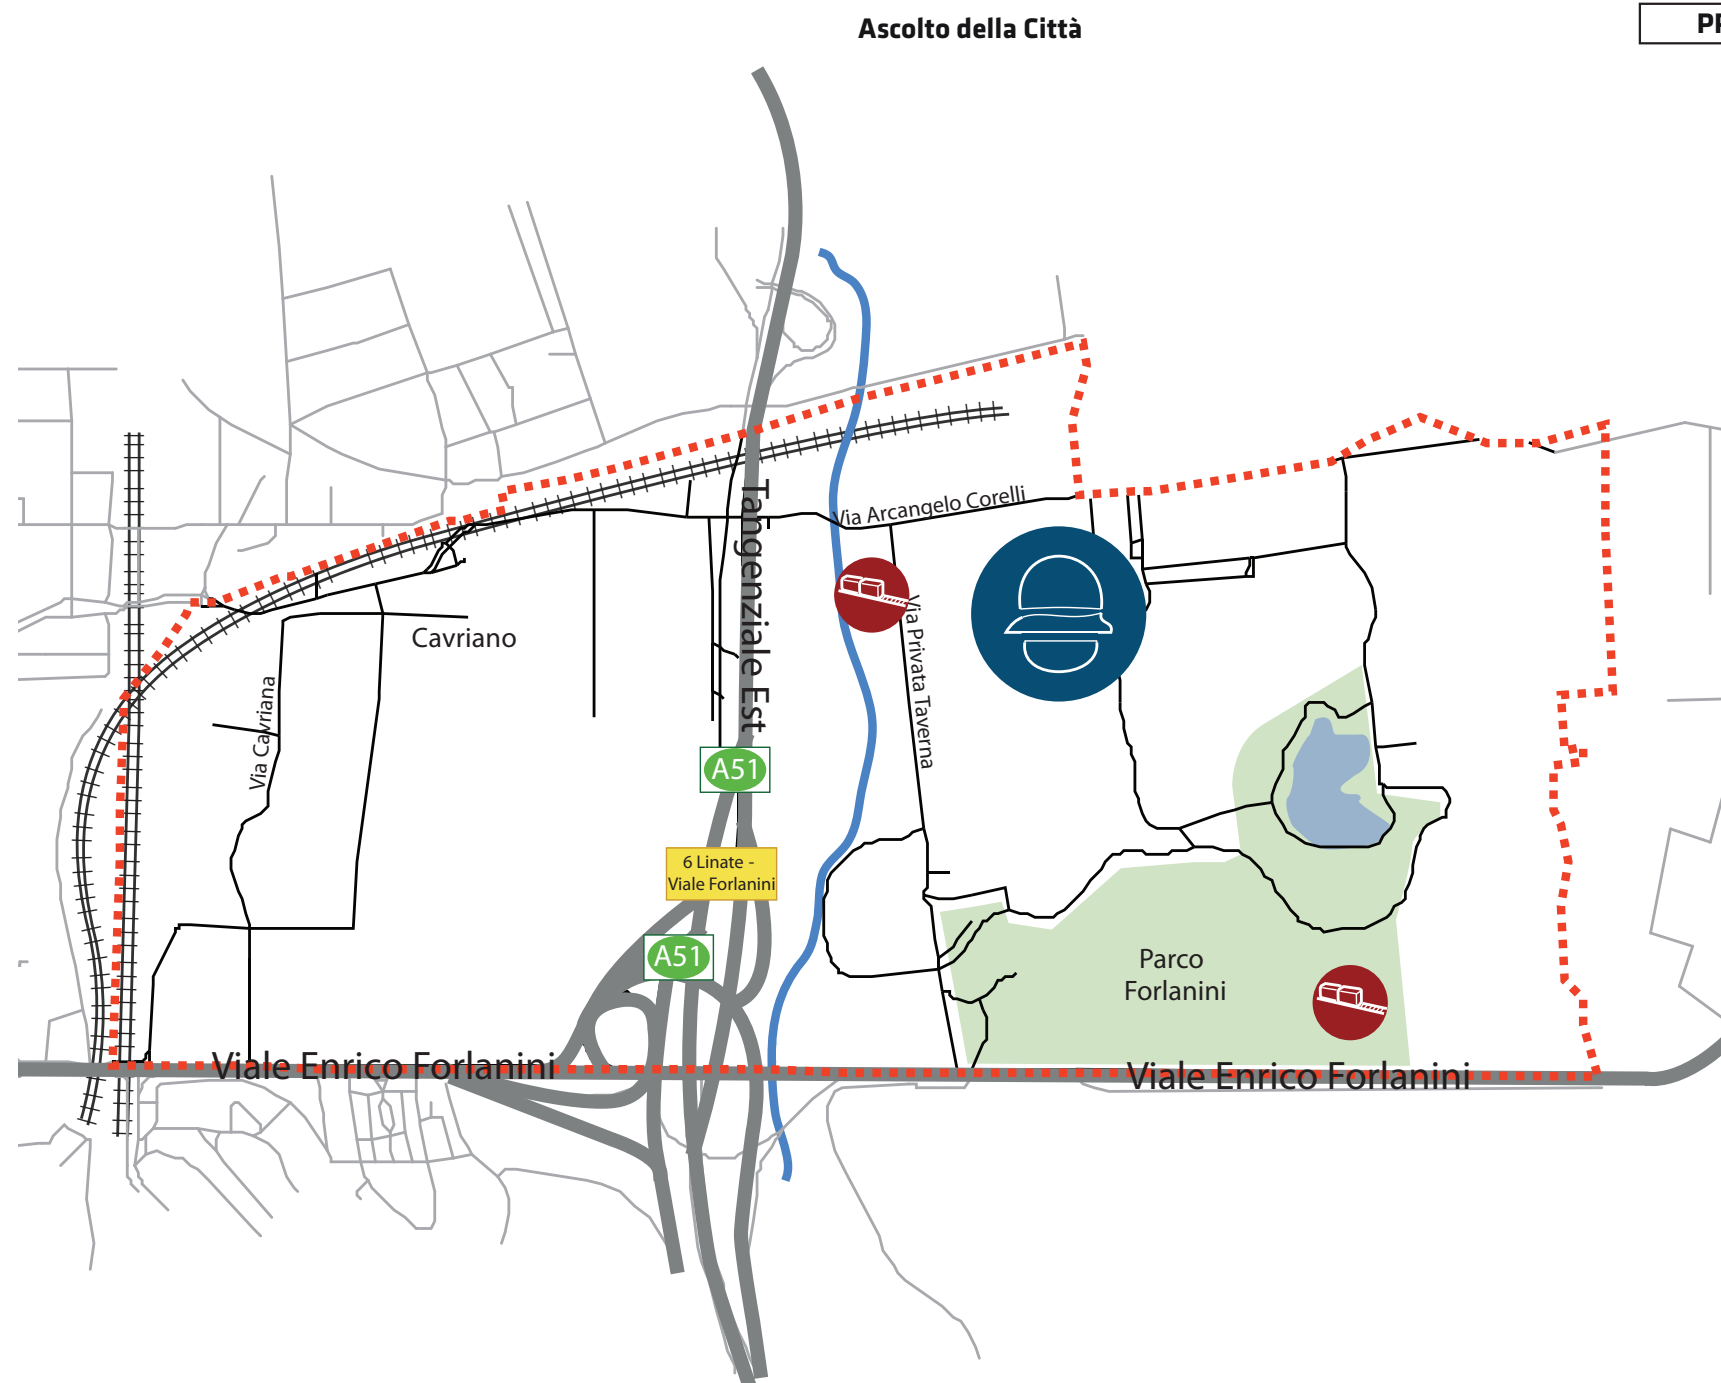 Ascolto della Città
Via Arcangelo Corelli
Tangenziale Est
Via Privata Taverna
Cavriano
Via Cavriana
A51
6 Linate -
Viale Forlanini
A51
Parco
Forlanini
Viale Enrico Forlanini
Viale Enrico Forlanini